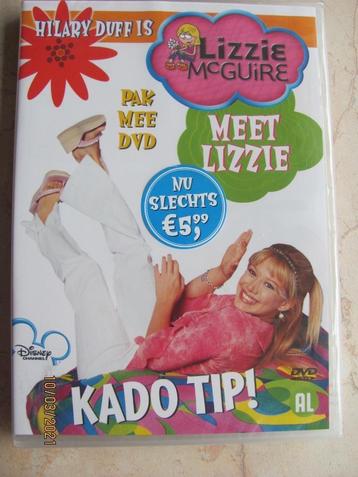 HILARY DUFF IS
LIZZIE
McGUIRE
PAK
MEE
DVD
MEET
LIZZIE
NU
SLECHTS
€5,99
Disney
CHANNEL
KADO TIP!
DVD
AL
10/03/2021